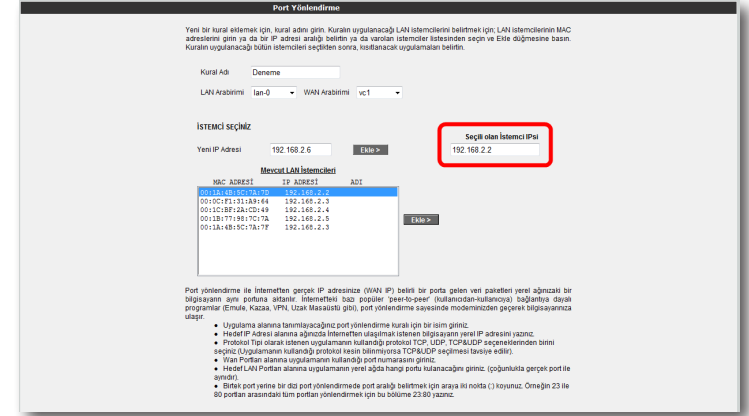 Port Yönlendirme
Yeni bir kural eklemek için, kural adını girin. Kuralın uygulanacağı LAN istemcilerini belirtmek için; LAN istemcilerinin MAC
adreslerini girin ya da bir IP adresi aralığı belirtin ya da varolan istemciler listesinden seçin ve Ekle düğmesine basın.
Kuralın uygulanacağı bütün istemcileri seçtikten sonra, kısıtlanacak uygulamaları belirtin.
Kural Adı Deneme
LAN Arabirimi lan-0 WAN Arabirimi vc1
İSTEMCİ SEÇİNİZ
Seçili olan İstemci IPsi
Yeni IP Adresi 192.168.2.6 Ekle > 192.168.2.2
Mevcut LAN İstemcileri
MAC ADRESİ IP ADRESİ ADI
00:1A:4B:5C:7A:7D 192.168.2.2
00:0C:F1:31:A9:64 192.168.2.3
00:1C:BF:2A:CD:49 192.168.2.4
00:1B:77:98:7C:7A 192.168.2.5
00:1A:4B:5C:7A:7F 192.168.2.3
Ekle >
Port yönlendirme ile İnternet'ten gerçek IP adresinize (WAN IP) belirli bir porta gelen veri paketleri yerel ağınızaki bir
bilgisayarın aynı portuna aktarılır. İnternet'teki bazı popüler 'peer-to-peer' (kullanıcıdan-kullanıcıya) bağlantıya dayalı
programlar (Emule, Kazaa, VPN, Uzak Masaüstü gibi), port yönlendirme sayesinde modeminizden geçerek bilgisayarınıza
ulaşır.
● Uygulama alanına tanımlayacağınız port yönlendirme kuralı için bir isim giriniz.
● Hedef IP Adresi alanına ağınızda İnternet'ten ulaşılmak istenen bilgisayarın yerel IP adresini yazınız.
● Protokol Tipi olarak istenen uygulamanın kullandığı protokol TCP, UDP, TCP&UDP seçeneklerinden birini
seçiniz.(Uygulamanın kullandığı protokol kesin bilinmiyorsa TCP&UDP seçilmesi tavsiye edilir).
● Wan Portları alanına uygulamanın kullandığı port numarasını giriniz.
● Hedef LAN Portları alanına uygulamanın yerel ağda hangi portu kulanacağını giriniz. (çoğunlukla gerçek port ile
aynıdır).
● Birtek port yerine bir dizi port yönlendirmede port aralığı belirtmek için araya iki nokta (:) koyunuz. Örneğin 23 ile
80 portları arasındaki tüm portları yönlendirmek için bu bölüme 23:80 yazınız.